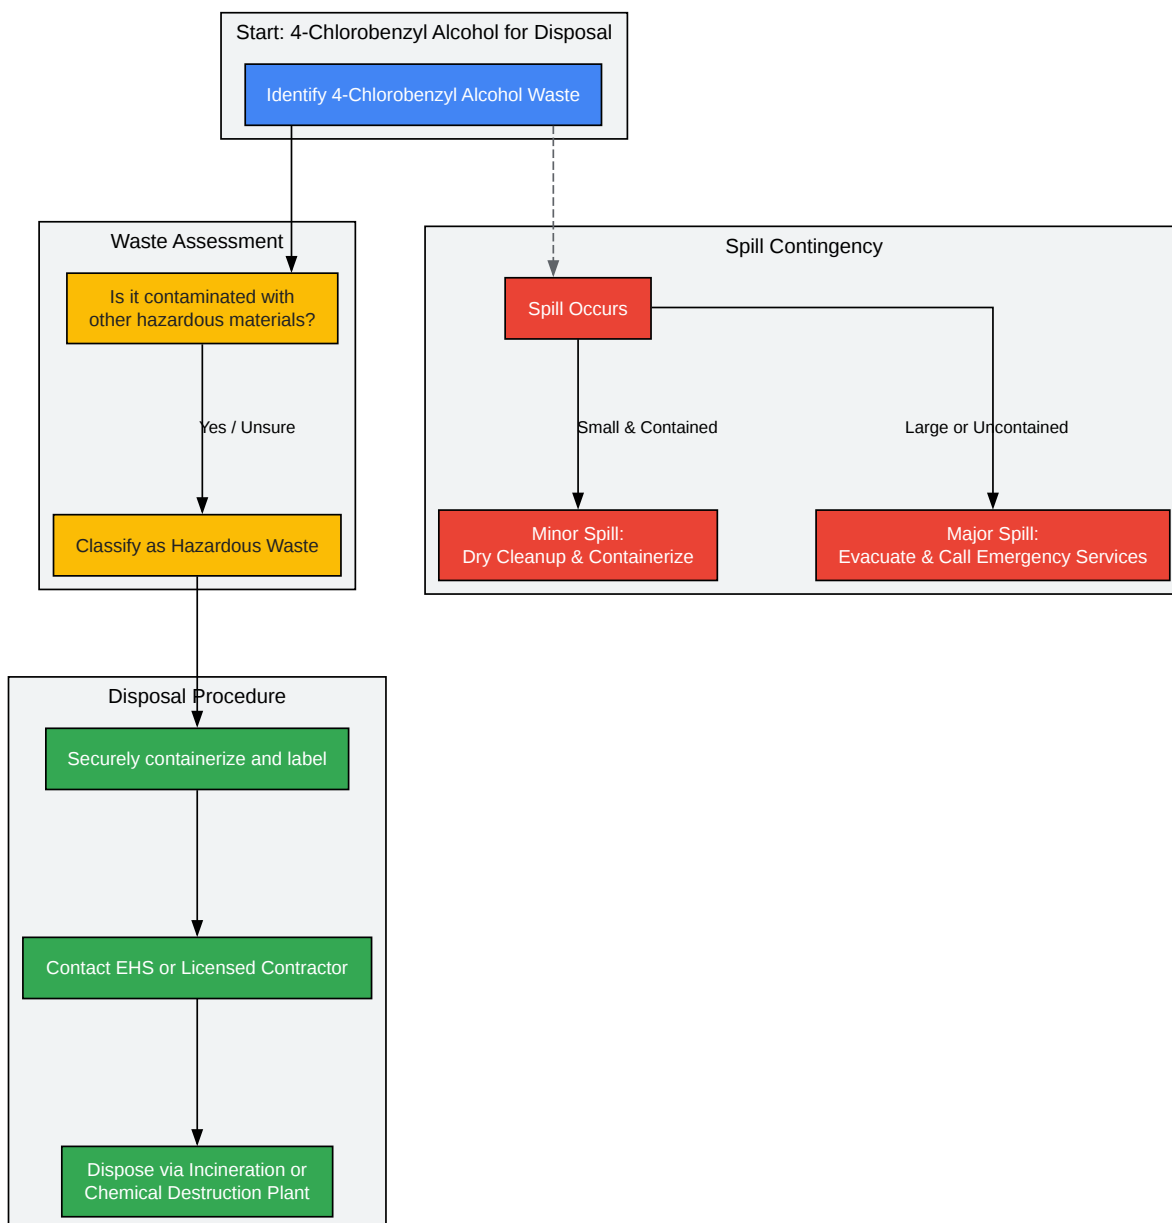 Start: 4-Chlorobenzyl Alcohol for Disposal
Identify 4-Chlorobenzyl Alcohol Waste
Waste Assessment
Is it contaminated with
other hazardous materials?
Yes / Unsure
Classify as Hazardous Waste
Spill Contingency
Spill Occurs
Small & Contained
Large or Uncontained
Minor Spill:
Dry Cleanup & Containerize
Major Spill:
Evacuate & Call Emergency Services
Disposal Procedure
Securely containerize and label
Contact EHS or Licensed Contractor
Dispose via Incineration or
Chemical Destruction Plant